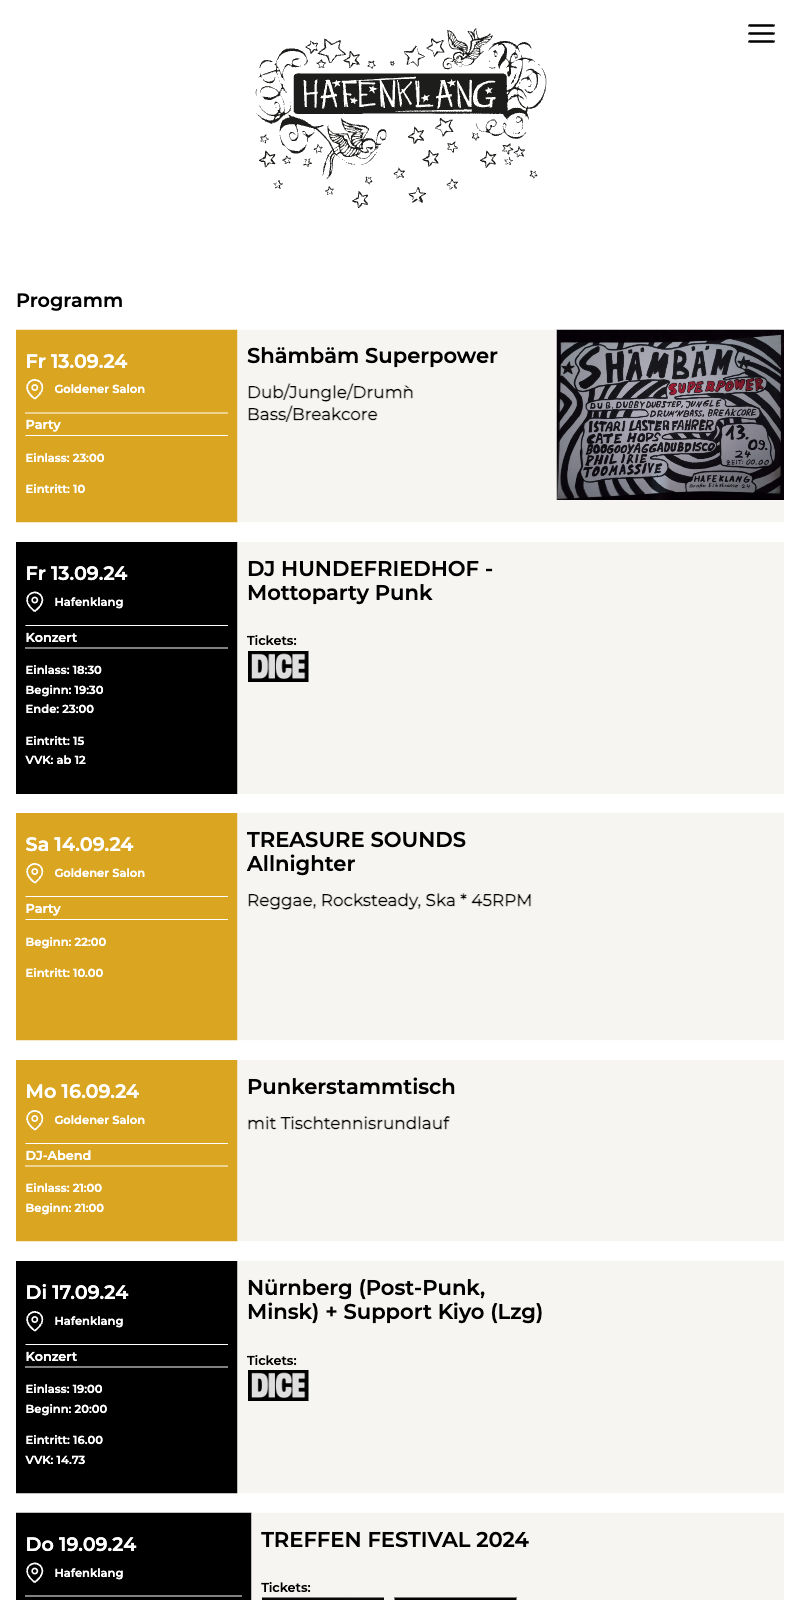 HAFENKLANG
Programm
Fr 13.09.24
Goldener Salon
Party
Einlass: 23:00
Eintritt: 10
Shämbäm Superpower
Dub/Jungle/Drumǹ
Bass/Breakcore
SHÄMBÄM
SUPERPOWER
DUB, DUBBYDUBSTEP, JUNGLE
DRUM'N BASS, BREAKCORE
ISTARI LASTERFAHRER
CATE HOPS
BOOGOOYAGGADUBDISCO
PHIL IRIE
TOOMASSIVE
13.
09.
24
ZEIT: 00.00
HAFEKLANG
Große Elbstrasse 84
Fr 13.09.24
Hafenklang
Konzert
Einlass: 18:30
Beginn: 19:30
Ende: 23:00
Eintritt: 15
VVK: ab 12
DJ HUNDEFRIEDHOF -
Mottoparty Punk
Tickets:
DICE
Sa 14.09.24
Goldener Salon
Party
Beginn: 22:00
Eintritt: 10.00
TREASURE SOUNDS
Allnighter
Reggae, Rocksteady, Ska * 45RPM
Mo 16.09.24
Goldener Salon
DJ-Abend
Einlass: 21:00
Beginn: 21:00
Punkerstammtisch
mit Tischtennisrundlauf
Di 17.09.24
Hafenklang
Konzert
Einlass: 19:00
Beginn: 20:00
Eintritt: 16.00
VVK: 14.73
Nürnberg (Post-Punk,
Minsk) + Support Kiyo (Lzg)
Tickets:
DICE
Do 19.09.24
Hafenklang
TREFFEN FESTIVAL 2024
Tickets: